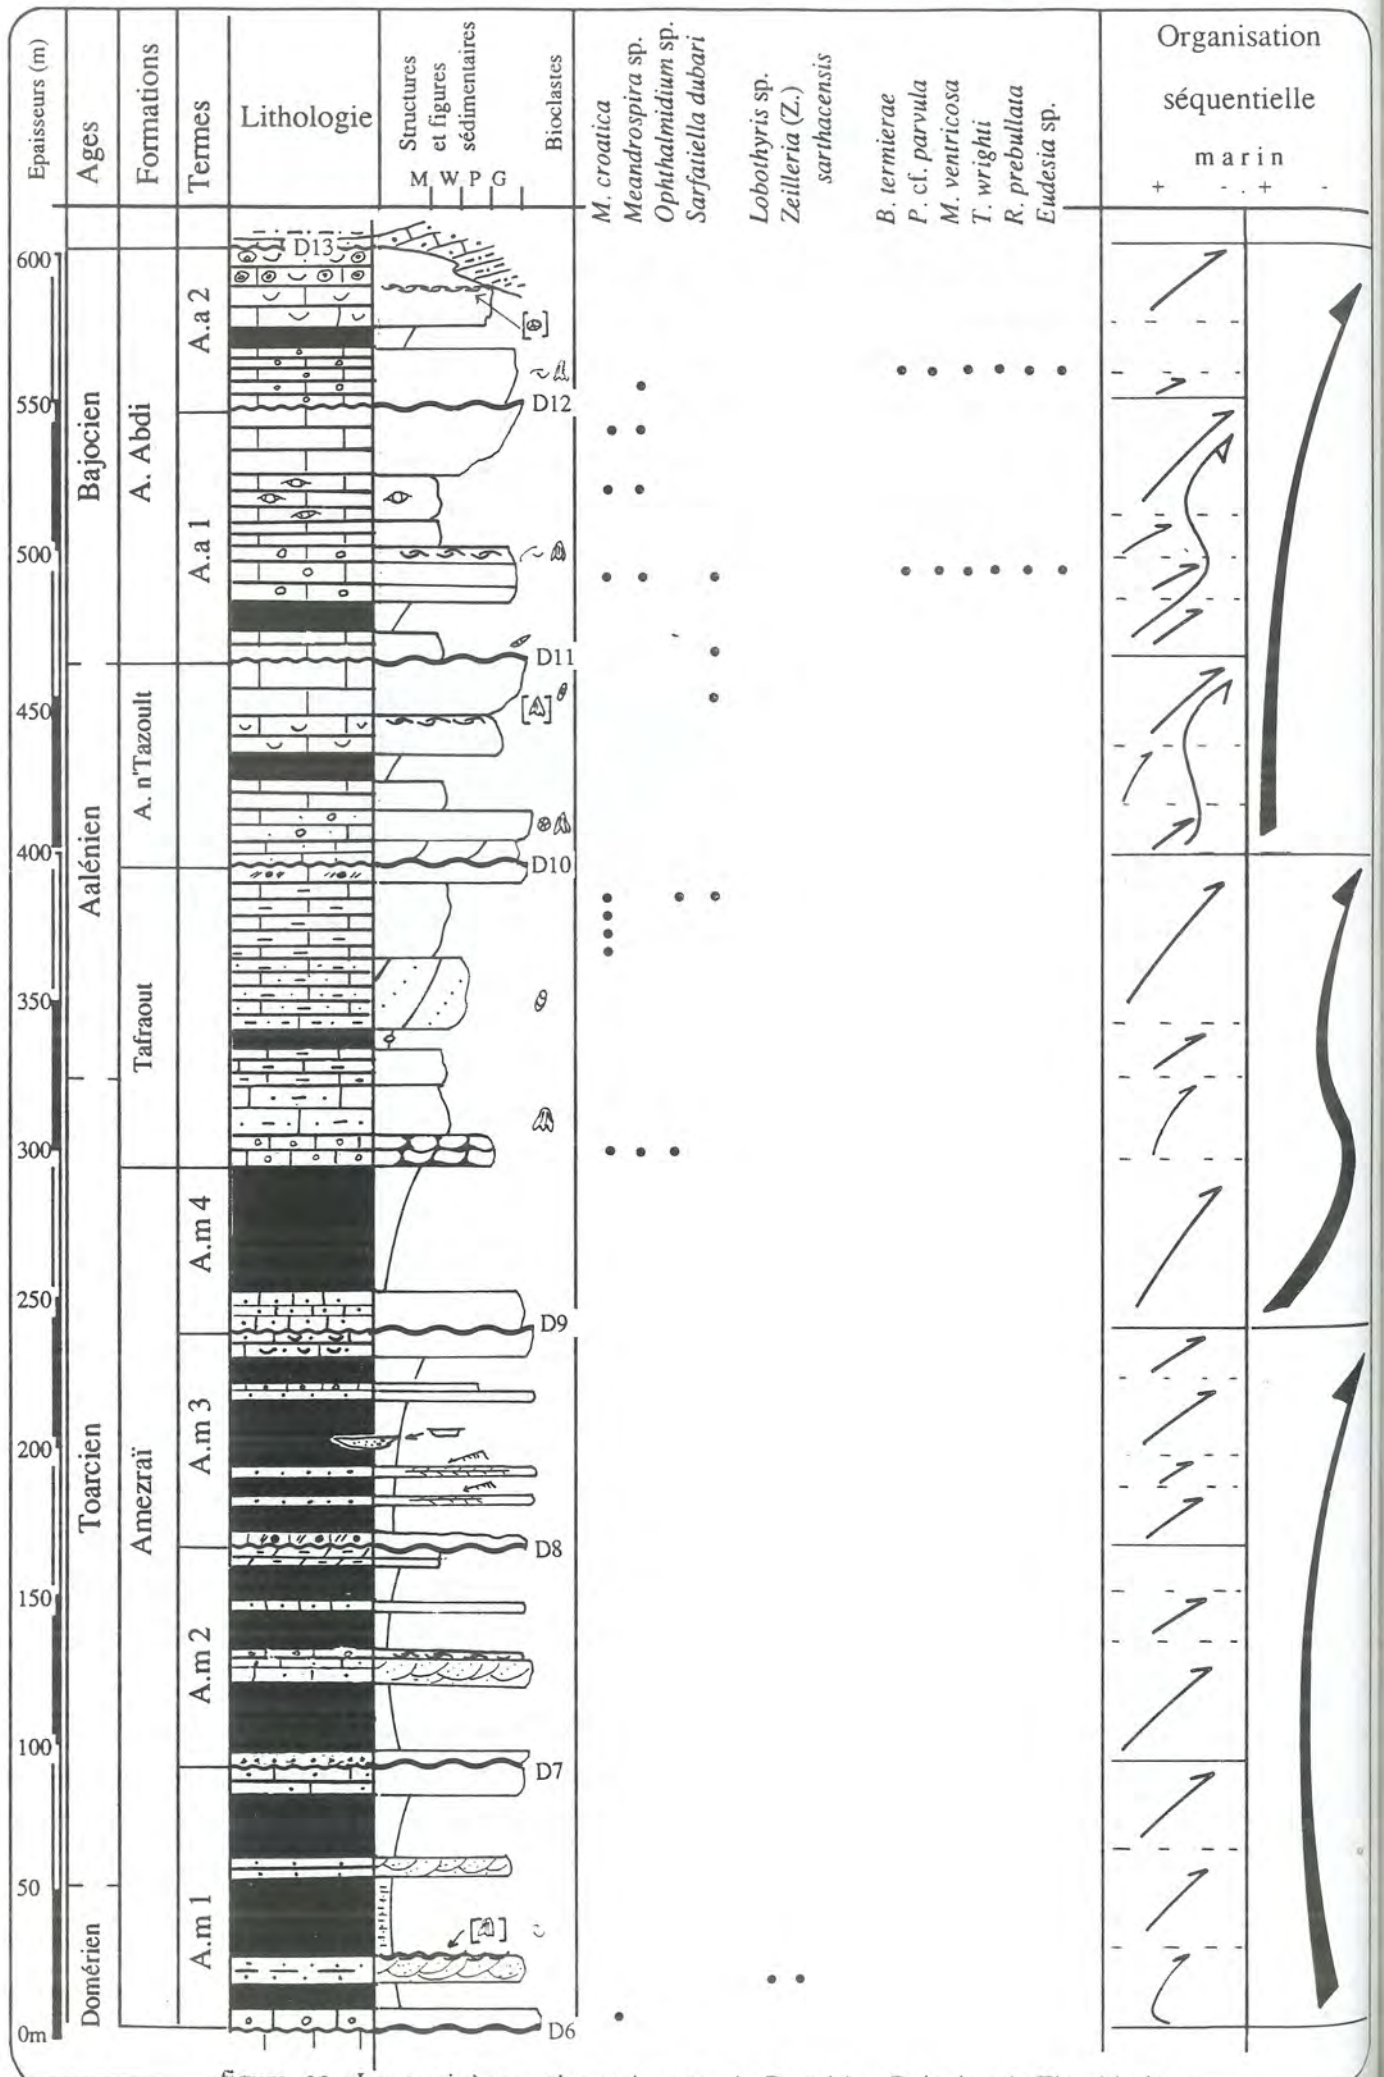 Epaisseurs (m)
Ages
Formations
Termes
Lithologie
Structures
et figures
sédimentaires
M W P G
Bioclastes
M. croatica
Meandrospira sp.
Ophthalmidium sp.
Sarfatiella dubari
Lobothyris sp.
Zeilleria (Z.)
sarthacensis
B. termierae
P. cf. parvula
M. ventricosa
T. wrighti
R. prebullata
Eudesia sp.
Organisation
séquentielle
marin
+ - + -
600
550
500
450
400
350
300
250
200
150
100
50
0m
Bajocien
Aalénien
Toarcien
Domérien
A. Abdi
A. n'Tazoult
Tafraout
Amezraï
A.a 2
A.a 1
A.m 4
A.m 3
A.m 2
A.m 1
D13
D12
D11
D10
D9
D8
D7
D6